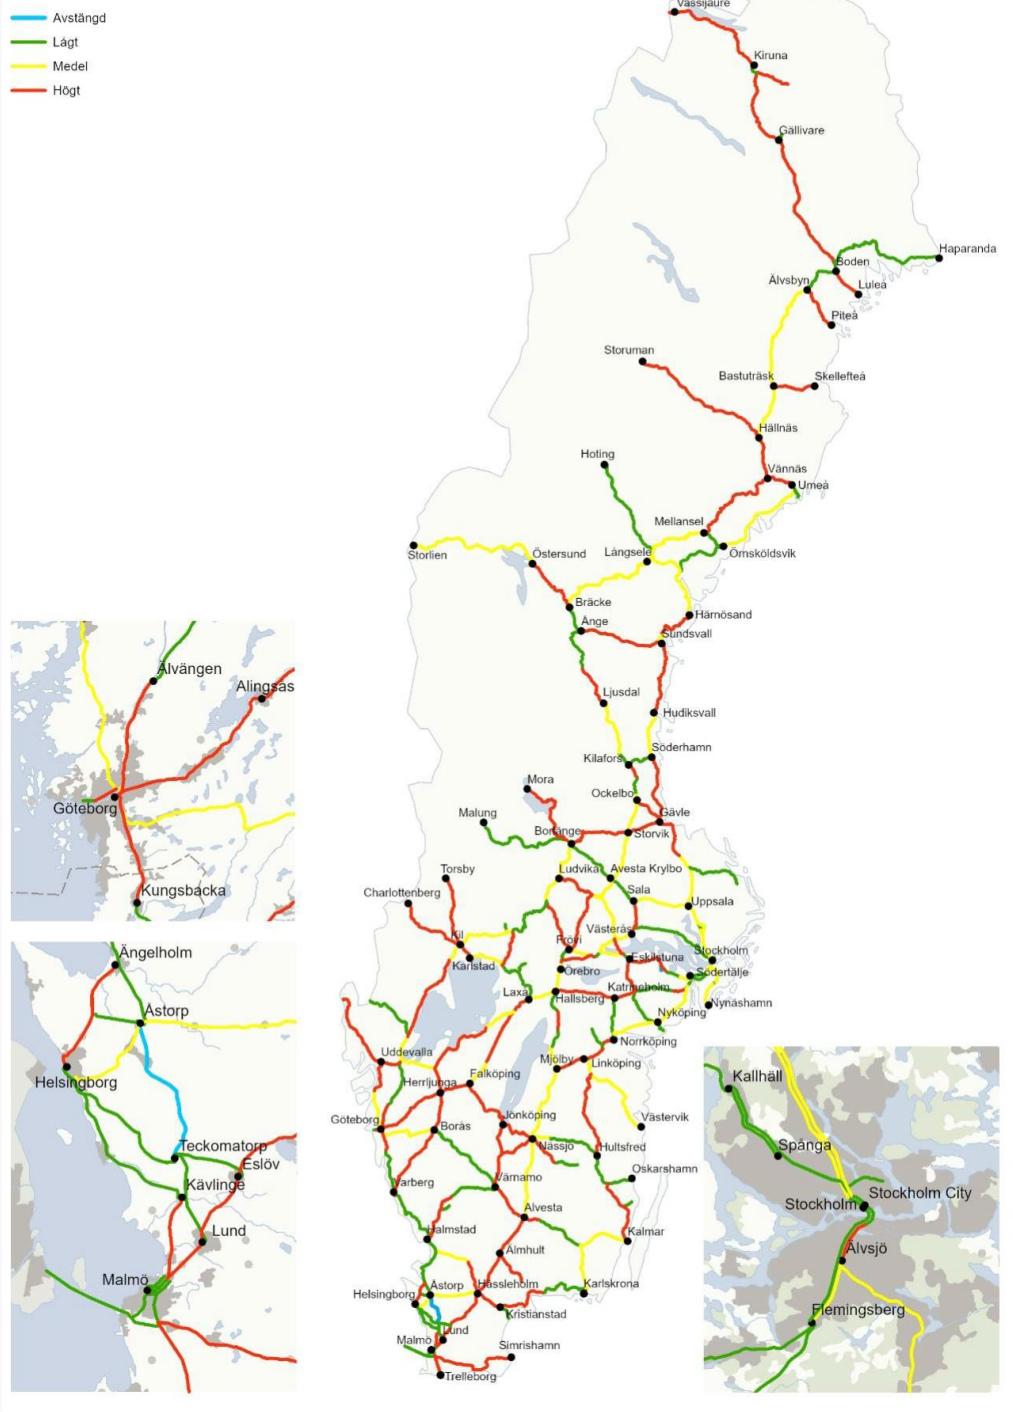 Avstängd
Lågt
Medel
Högt
Vassijaure
Kiruna
Gällivare
Haparanda
Boden
Älvsbyn
Luleå
Piteå
Storuman
Bastuträsk
Skellefteå
Hällnäs
Hoting
Vännäs
Umeå
Mellansel
Storlien
Östersund
Långsele
Örnsköldsvik
Bräcke
Härnösand
Ånge
Sundsvall
Ljusdal
Hudiksvall
Söderhamn
Kilafors
Mora
Ockelbo
Malung
Gävle
Borlänge
Storvik
Torsby
Ludvika
Avesta Krylbo
Charlottenberg
Sala
Uppsala
Kil
Frövi
Västerås
Stockholm
Karlstad
Örebro
Eskilstuna
Södertälje
Laxå
Hallsberg
Katrineholm
Nynäshamn
Nyköping
Norrköping
Uddevalla
Mjölby
Linköping
Herrljunga
Falköping
Göteborg
Borås
Jönköping
Västervik
Nässjö
Hultsfred
Oskarshamn
Varberg
Värnamo
Alvesta
Halmstad
Kalmar
Älmhult
Åstorp
Hässleholm
Karlskrona
Helsingborg
Kristianstad
Lund
Malmö
Simrishamn
Trelleborg
Älvängen
Alingsås
Göteborg
Kungsbacka
Ängelholm
Åstorp
Helsingborg
Teckomatorp
Eslöv
Kävlinge
Lund
Malmö
Kallhäll
Spånga
Stockholm City
Stockholm
Älvsjö
Flemingsberg